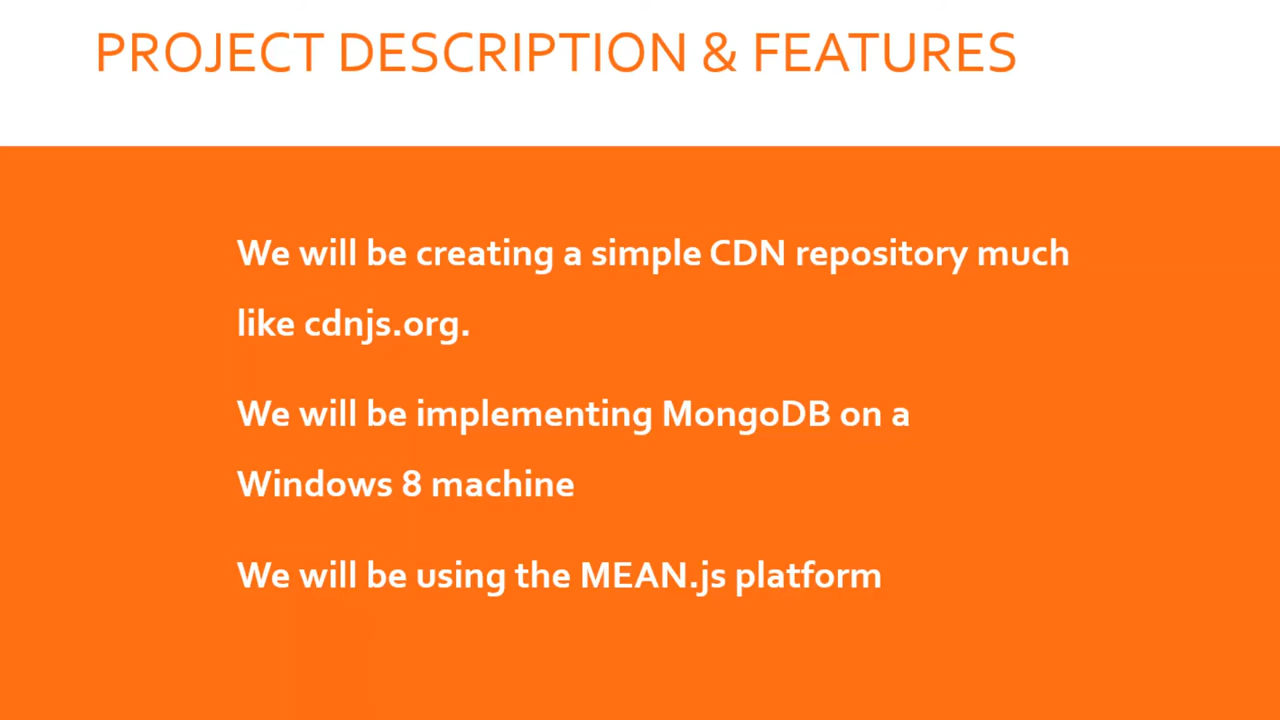 PROJECT DESCRIPTION & FEATURES
We will be creating a simple CDN repository much
like cdnjs.org.
We will be implementing MongoDB on a
Windows 8 machine
We will be using the MEAN.js platform